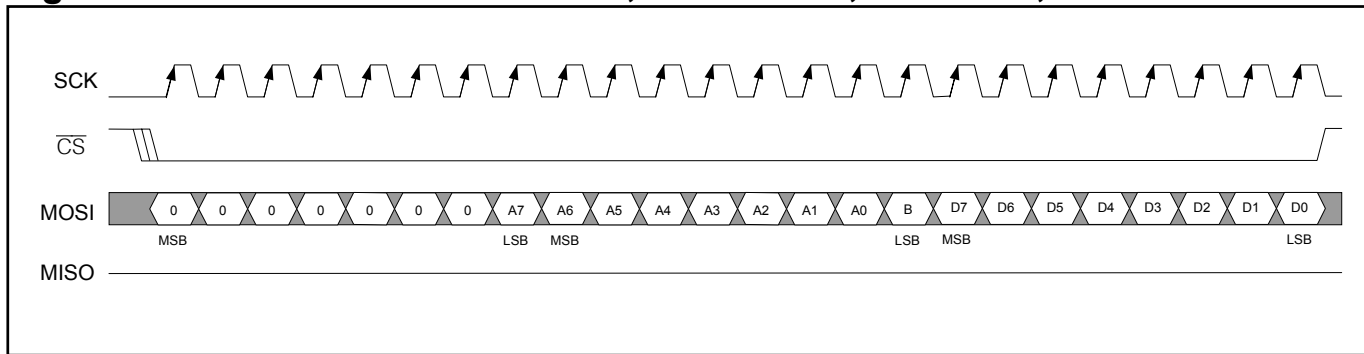 SCK
CS
MOSI 0 0 0 0 0 0 0 A7 A6 A5 A4 A3 A2 A1 A0 B D7 D6 D5 D4 D3 D2 D1 D0
MSB LSB MSB LSB MSB LSB
MISO